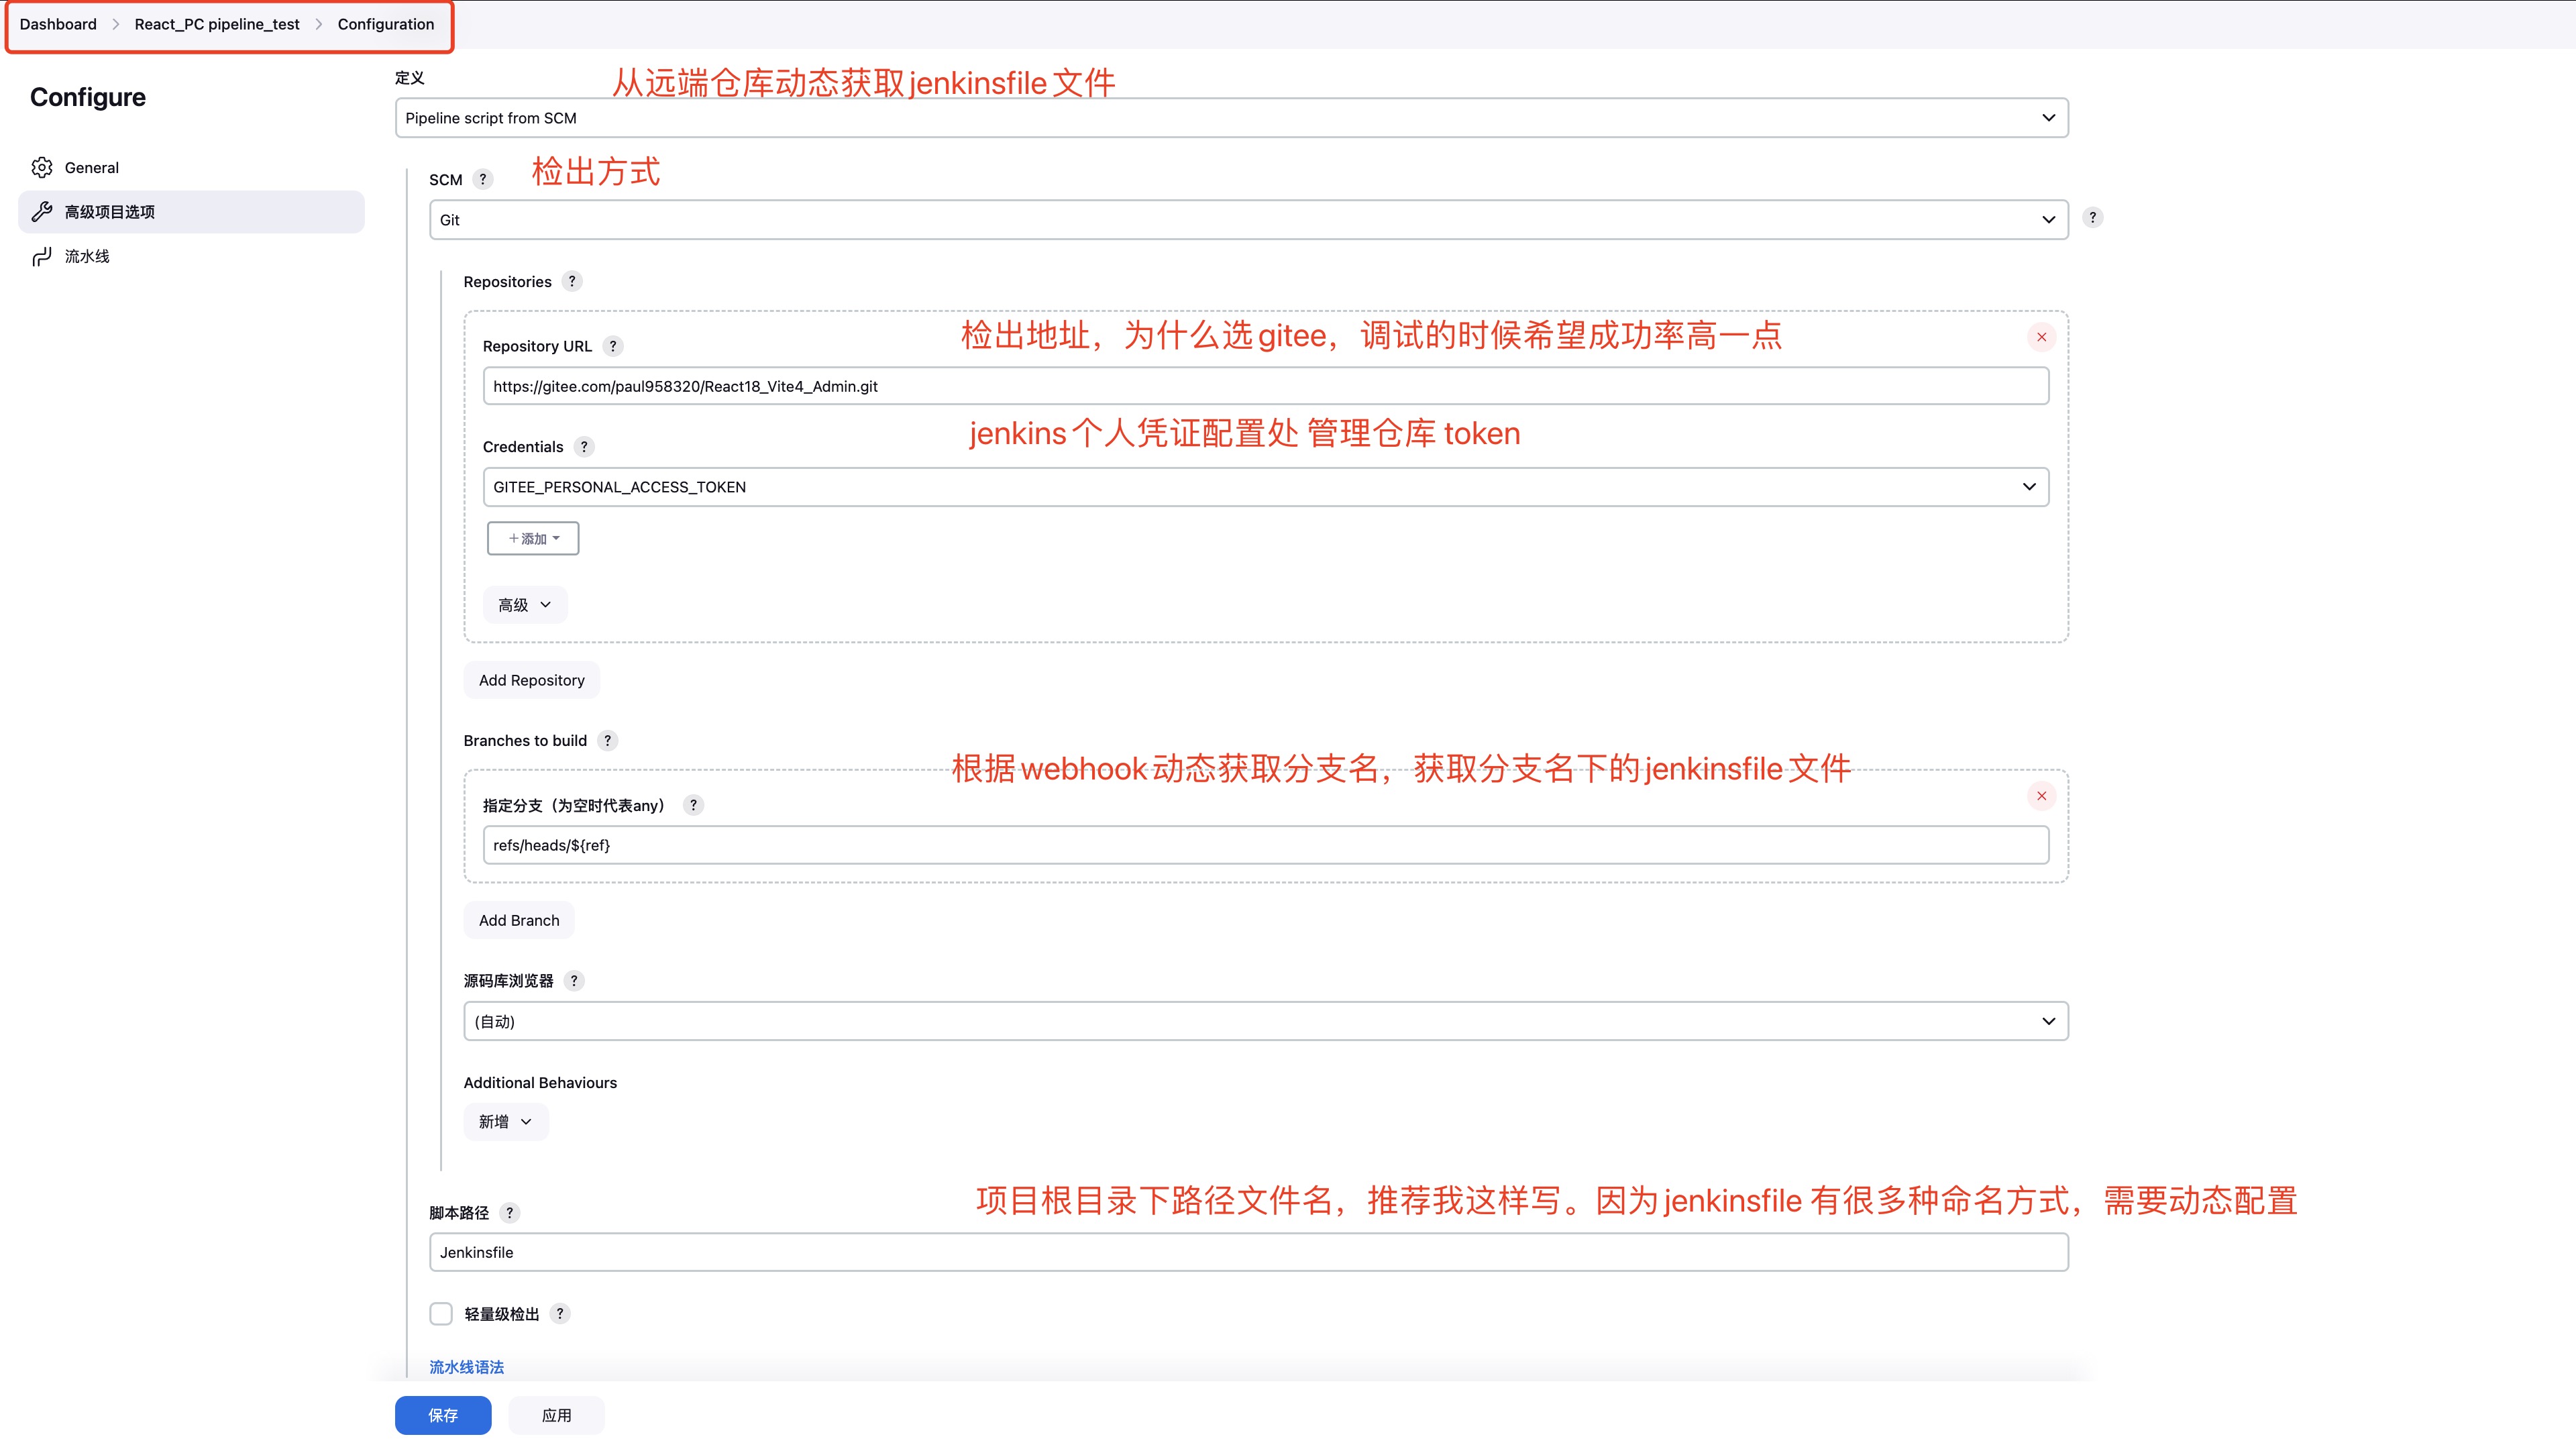 Dashboard > React_PC pipeline_test > Configuration
Configure
General
高级项目选项
流水线
定义
从远端仓库动态获取jenkinsfile文件
Pipeline script from SCM
SCM ?
检出方式
Git
?
Repositories ?
检出地址，为什么选gitee，调试的时候希望成功率高一点
Repository URL ?
https://gitee.com/paul958320/React18_Vite4_Admin.git
jenkins个人凭证配置处 管理仓库 token
Credentials ?
GITEE_PERSONAL_ACCESS_TOKEN
+添加
高级
Add Repository
Branches to build ?
根据webhook动态获取分支名，获取分支名下的jenkinsfile文件
指定分支（为空时代表any） ?
refs/heads/${ref}
Add Branch
源码库浏览器 ?
(自动)
Additional Behaviours
新增
项目根目录下路径文件名，推荐我这样写。因为jenkinsfile 有很多种命名方式，需要动态配置
脚本路径 ?
Jenkinsfile
轻量级检出 ?
流水线语法
保存
应用